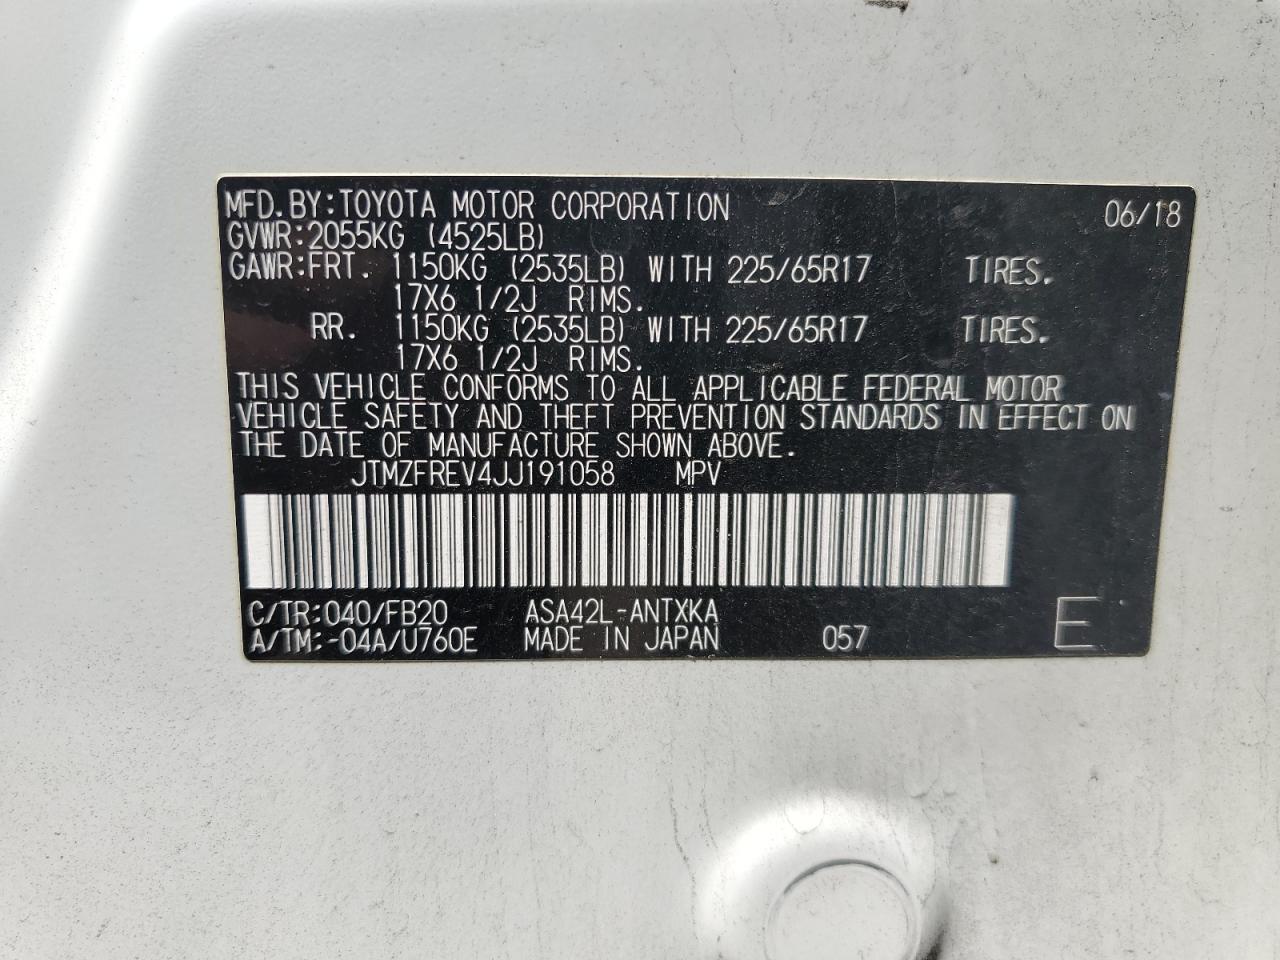 MFD.BY:TOYOTA MOTOR CORPORATION 06/18
GVWR:2055KG (4525LB)
GAWR:FRT. 1150KG (2535LB) WITH 225/65R17 TIRES.
17X6 1/2J RIMS.
RR. 1150KG (2535LB) WITH 225/65R17 TIRES.
17X6 1/2J RIMS.
THIS VEHICLE CONFORMS TO ALL APPLICABLE FEDERAL MOTOR
VEHICLE SAFETY AND THEFT PREVENTION STANDARDS IN EFFECT ON
THE DATE OF MANUFACTURE SHOWN ABOVE.
JTMZFREV4JJ191058 MPV
C/TR:040/FB20 ASA42L-ANTXKA
A/TM:-04A/U760E MADE IN JAPAN 057 E